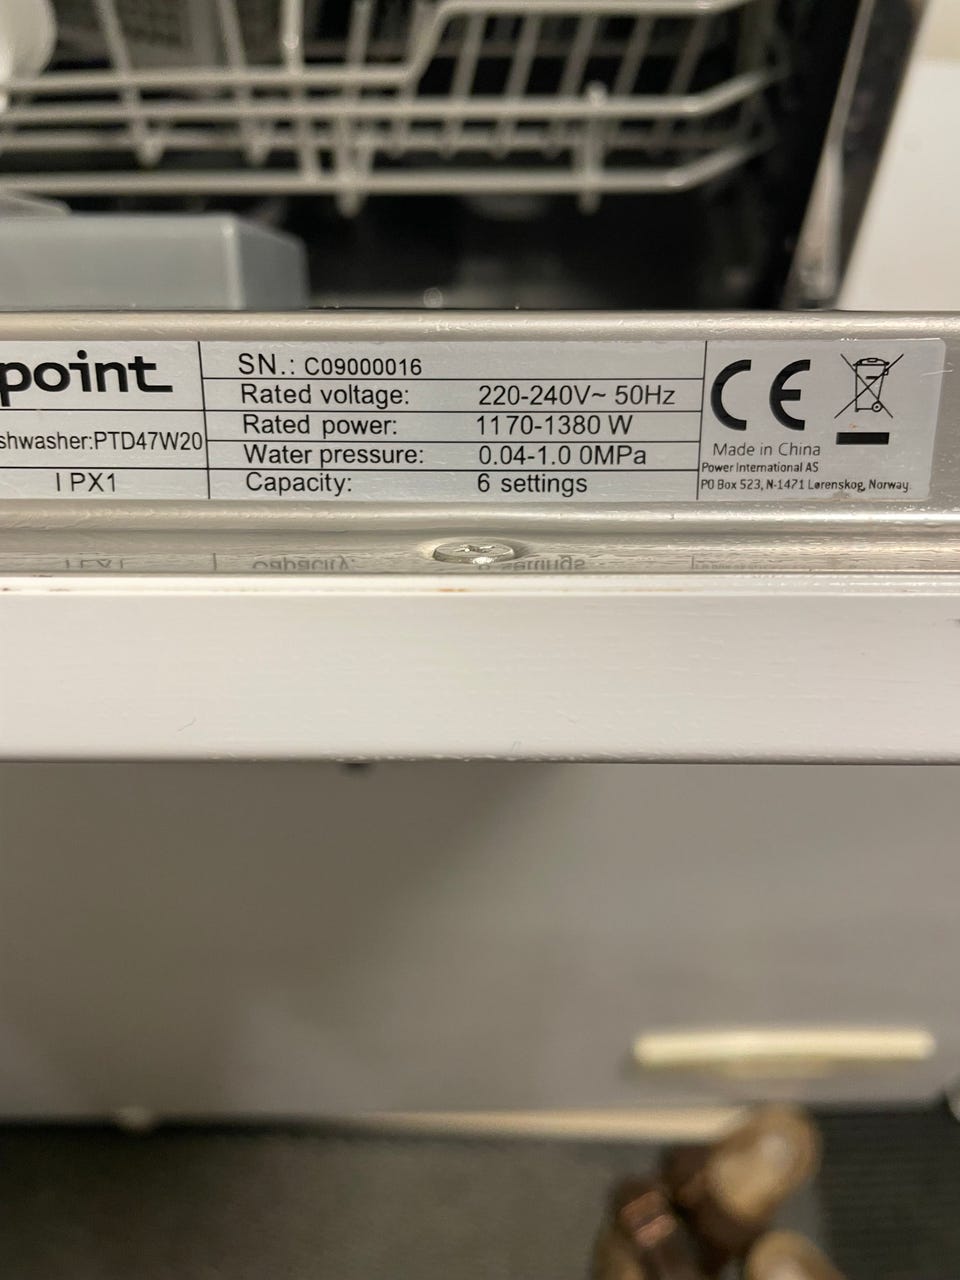 point
shwasher:PTD47W20
IPX1
SN.: C09000016
Rated voltage: 220-240V~ 50Hz
Rated power: 1170-1380 W
Water pressure: 0.04-1.0 0MPa
Capacity: 6 settings
CE
Made in China
Power International AS
PO Box 523, N-1471 Lørenskog, Norway.